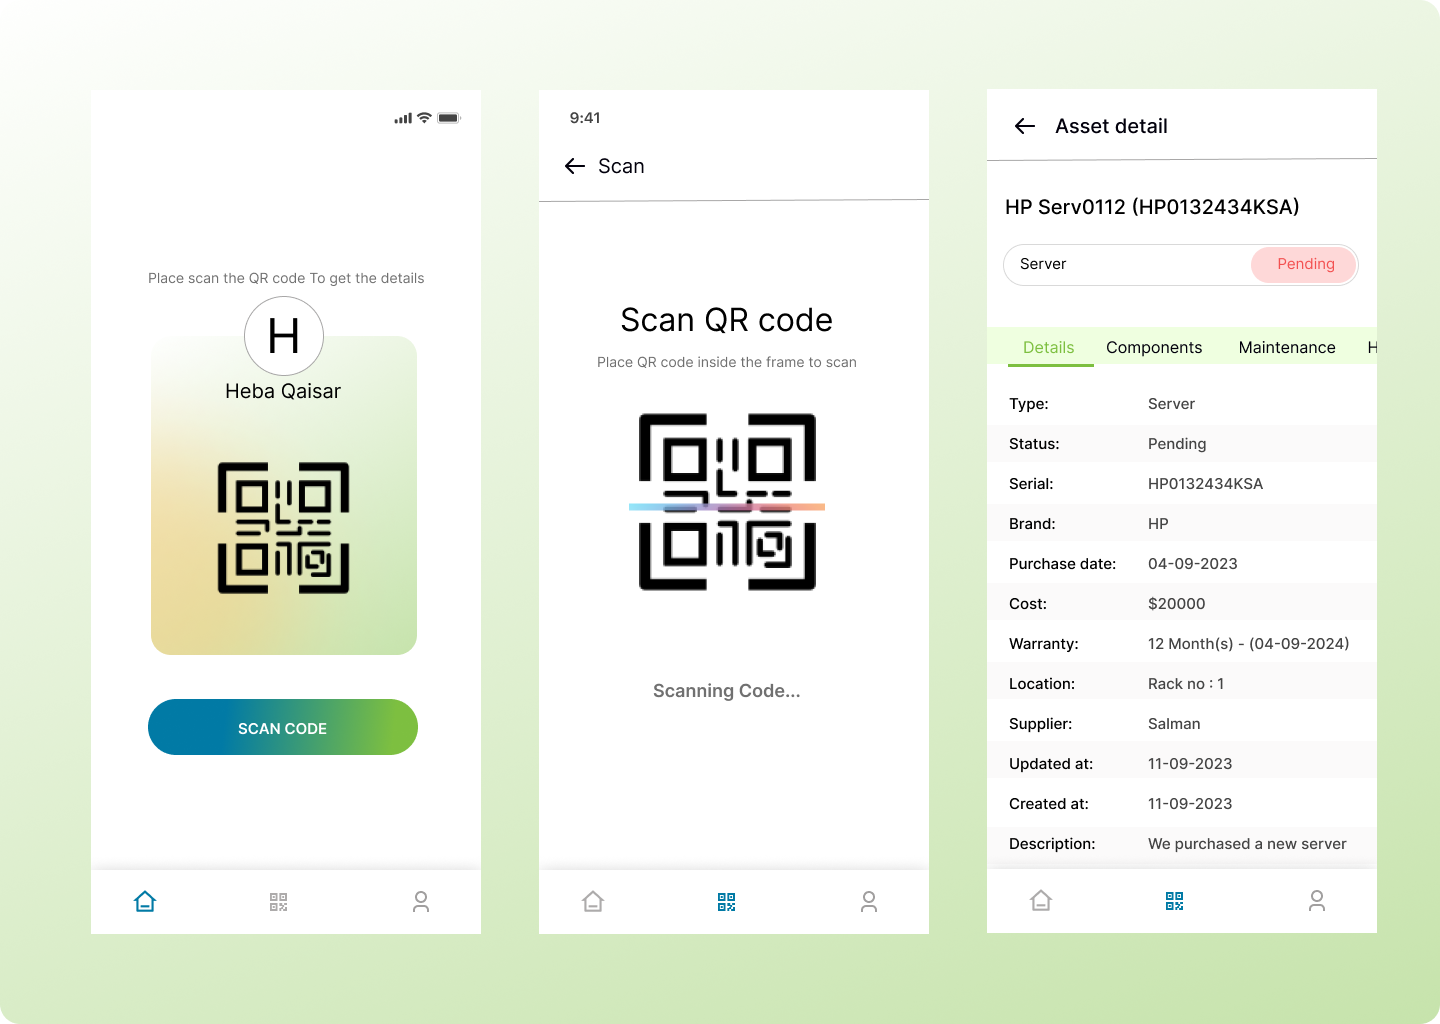 Place scan the QR code To get the details
H
Heba Qaisar
SCAN CODE
9:41
Scan
Scan QR code
Place QR code inside the frame to scan
Scanning Code...
Asset detail
HP Serv0112 (HP0132434KSA)
Server Pending
Details Components Maintenance H
Type: Server
Status: Pending
Serial: HP0132434KSA
Brand: HP
Purchase date: 04-09-2023
Cost: $20000
Warranty: 12 Month(s) - (04-09-2024)
Location: Rack no : 1
Supplier: Salman
Updated at: 11-09-2023
Created at: 11-09-2023
Description: We purchased a new server